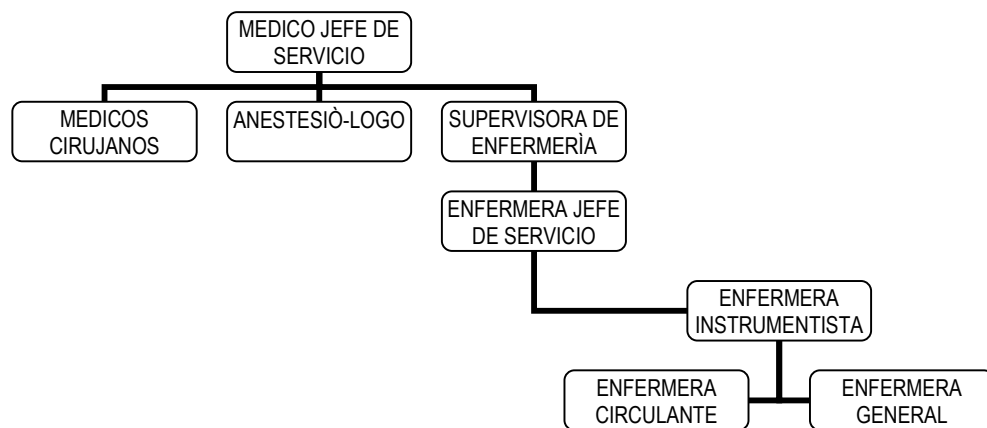 MEDICO JEFE DE
SERVICIO
MEDICOS
CIRUJANOS
ANESTESIÒ-LOGO
SUPERVISORA DE
ENFERMERÌA
ENFERMERA JEFE
DE SERVICIO
ENFERMERA
INSTRUMENTISTA
ENFERMERA
CIRCULANTE
ENFERMERA
GENERAL